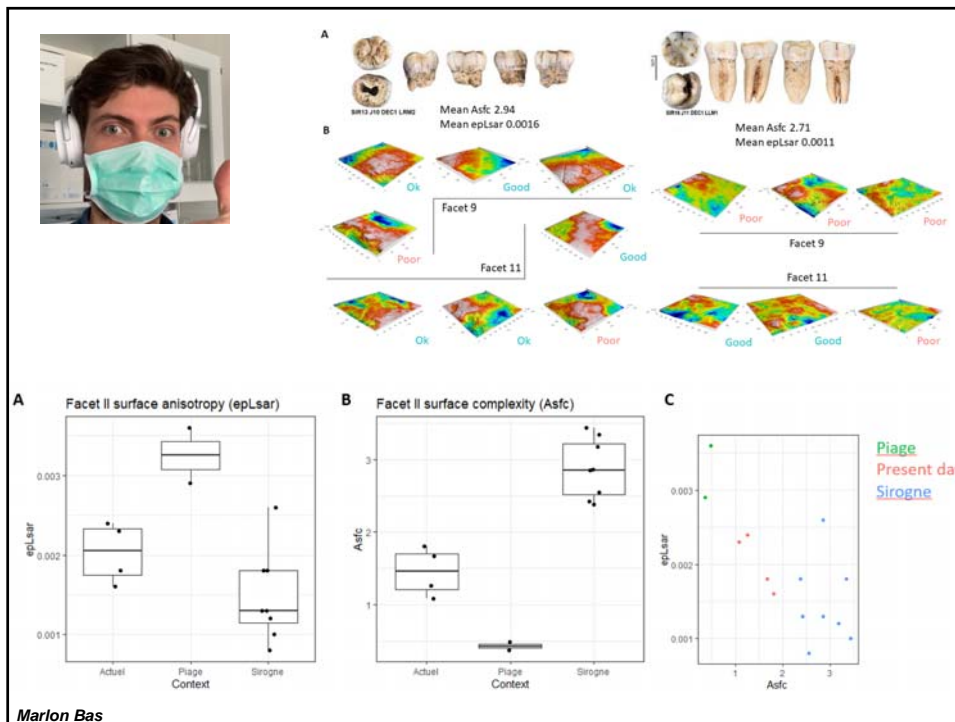 A
SIR13 J10 DEC1 LRM2
Mean Asfc 2.94
Mean epLsar 0.0016
Mean Asfc 2.71
Mean epLsar 0.0011
B
Ok
Good
Ok
Poor
Facet 9
Facet 11
Good
Ok
Ok
Poor
Poor
Poor
Poor
Facet 9
Facet 11
Good
Good
Poor
A
Facet II surface anisotropy (epLsar)
epLsar
0.003
0.002
0.001
Actuel
Piage
Sirogne
Context
B
Facet II surface complexity (Asfc)
Asfc
3
2
1
Actuel
Piage
Sirogne
Context
C
epLsar
0.003
0.002
0.001
1
2
3
Asfc
Piage
Present da
Sirogne
Marlon Bas